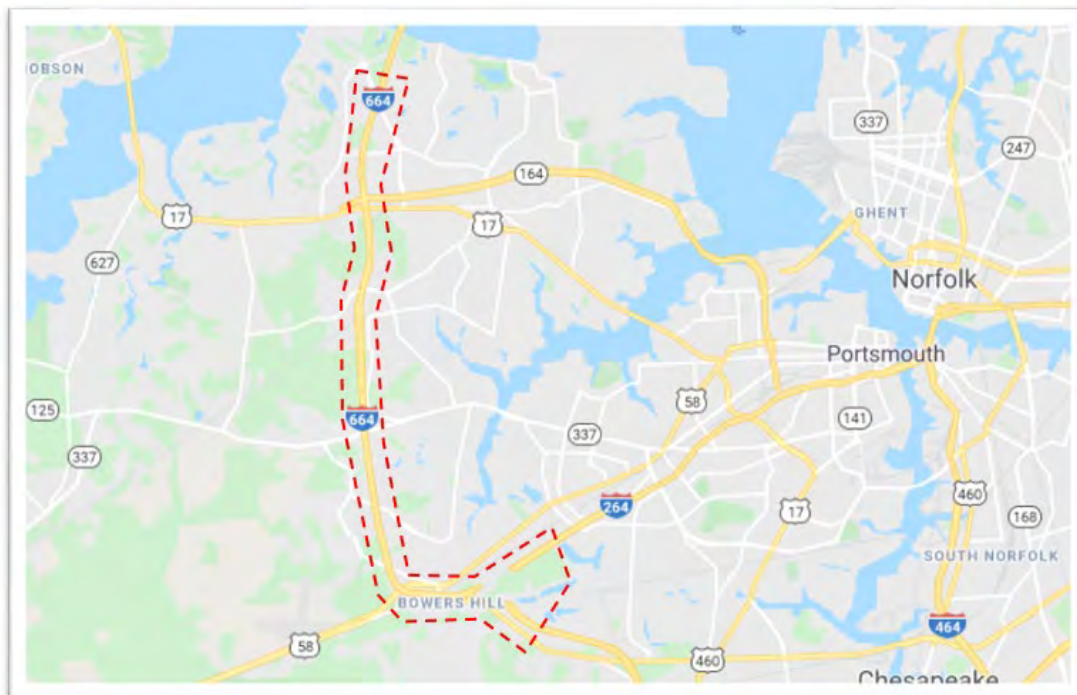 OBSON
664
337
247
164
17
17
GHENT
627
Norfolk
Portsmouth
58
125
664
337
141
337
264
460
17
168
SOUTH NORFOLK
BOWERS HILL
464
58
460
Chesapeake